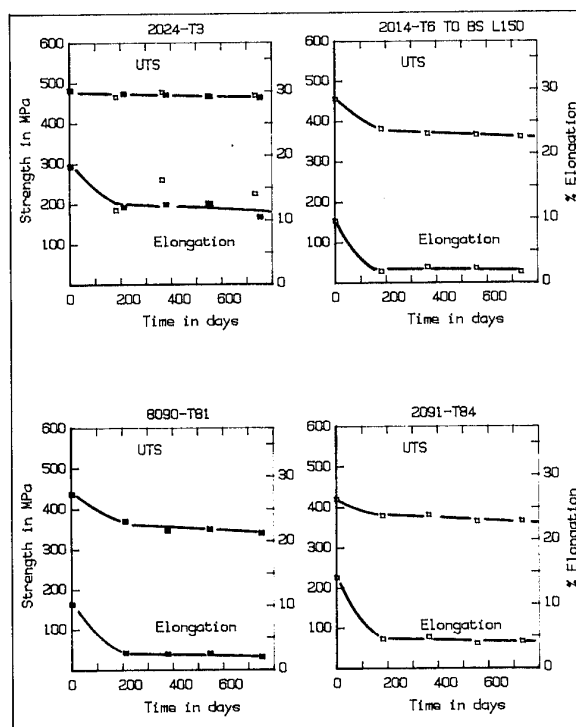 2024-T3
600
UTS
500
400
300
200
100
Elongation
30
20
10
0
0 200 400 600
Time in days
Strength in MPa
2014-T6 TO BS L150
600
UTS
500
400
300
200
100
Elongation
30
20
10
0
0 200 400 600
Time in days
% Elongation
8090-T81
600
UTS
500
400
300
200
100
Elongation
30
20
10
0
0 200 400 600
Time in days
Strength in MPa
2091-T84
600
UTS
500
400
300
200
100
Elongation
30
20
10
0
0 200 400 600
Time in days
% Elongation